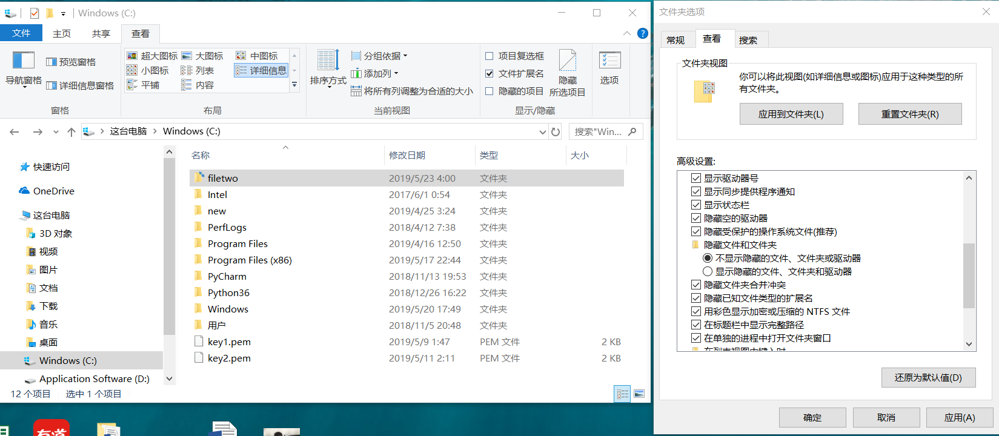 Windows (C:)
文件 主页 共享 查看
导航窗格
预览窗格
详细信息窗格
窗格
超大图标 大图标 中图标
小图标 列表 详细信息
平铺 内容
布局
排序方式
分组依据
添加列
将所有列调整为合适的大小
当前视图
项目复选框
文件扩展名
隐藏的项目
隐藏
所选项目
显示/隐藏
选项
这台电脑 Windows (C:)
搜索"Win...
快速访问
OneDrive
这台电脑
3D 对象
视频
图片
文档
下载
音乐
桌面
Windows (C:)
Application Software (D:)
名称 修改日期 类型 大小
filetwo 2019/5/23 4:00 文件夹
Intel 2017/6/1 0:54 文件夹
new 2019/4/25 3:24 文件夹
PerfLogs 2018/4/12 7:38 文件夹
Program Files 2019/4/16 12:50 文件夹
Program Files (x86) 2019/5/17 22:44 文件夹
PyCharm 2018/11/13 19:53 文件夹
Python36 2018/12/26 16:22 文件夹
Windows 2019/5/20 17:49 文件夹
用户 2018/11/5 20:48 文件夹
key1.pem 2019/5/9 1:47 PEM 文件 2 KB
key2.pem 2019/5/11 2:11 PEM 文件 2 KB
12 个项目 选中 1 个项目
文件夹选项
常规 查看 搜索
文件夹视图
你可以将此视图(如详细信息或图标)应用于这种类型的所
有文件夹。
应用到文件夹(L) 重置文件夹(R)
高级设置:
显示驱动器号
显示同步提供程序通知
显示状态栏
隐藏空的驱动器
隐藏受保护的操作系统文件(推荐)
隐藏文件和文件夹
不显示隐藏的文件、文件夹或驱动器
显示隐藏的文件、文件夹和驱动器
隐藏文件夹合并冲突
隐藏已知文件类型的扩展名
用彩色显示加密或压缩的 NTFS 文件
在标题栏中显示完整路径
在单独的进程中打开文件夹窗口
在列表视图中键入时
还原为默认值(D)
确定 取消 应用(A)
有道